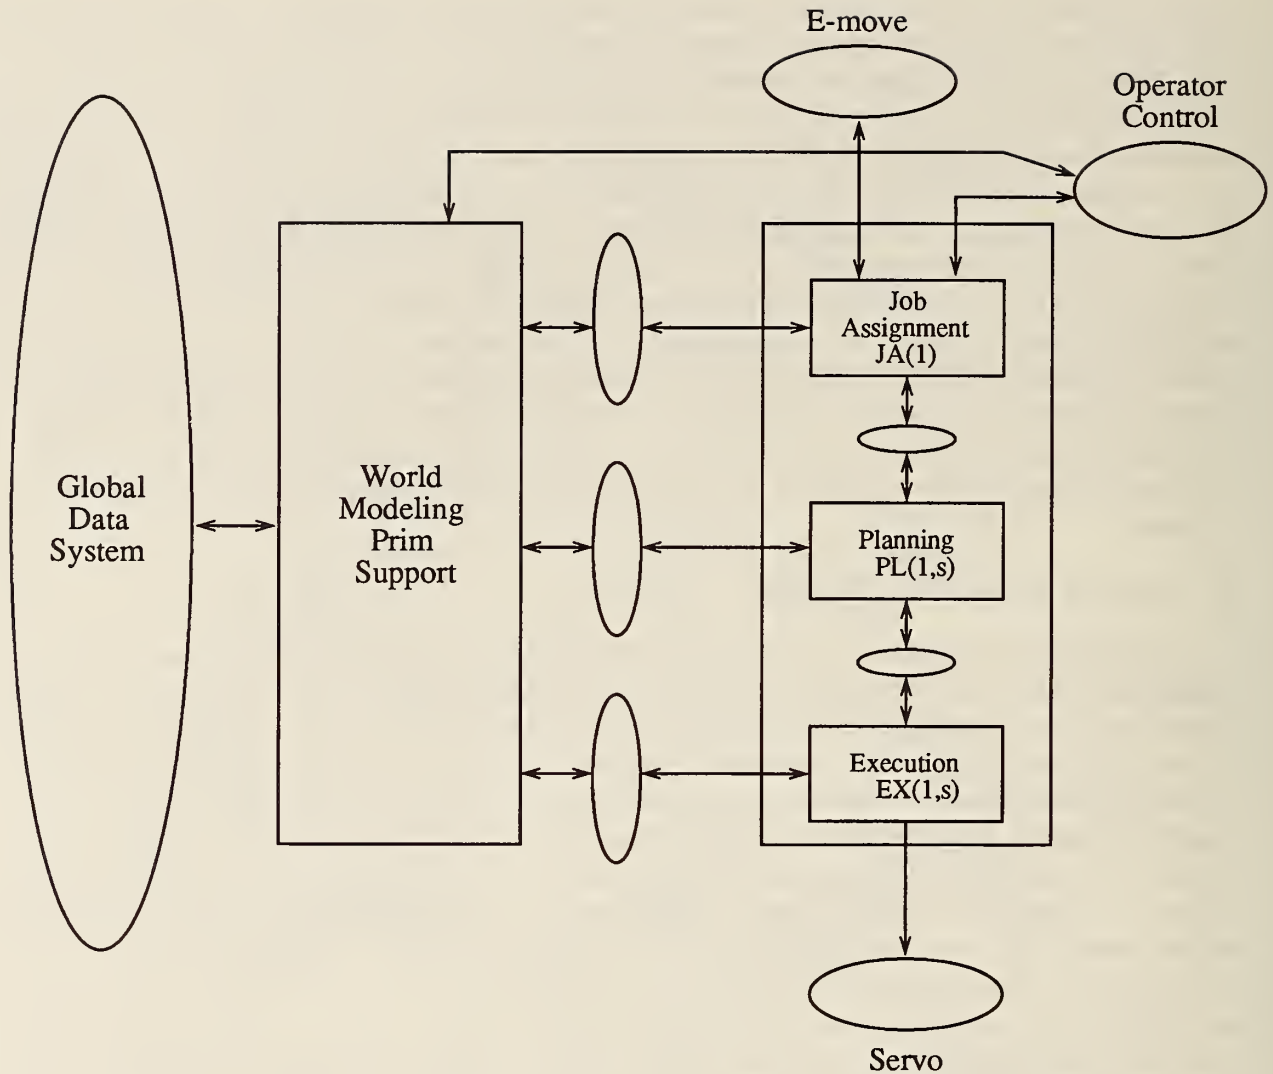 E-move
Operator
Control
Job
Assignment
JA(1)
Global
Data
System
World
Modeling
Prim
Support
Planning
PL(1,s)
Execution
EX(1,s)
Servo